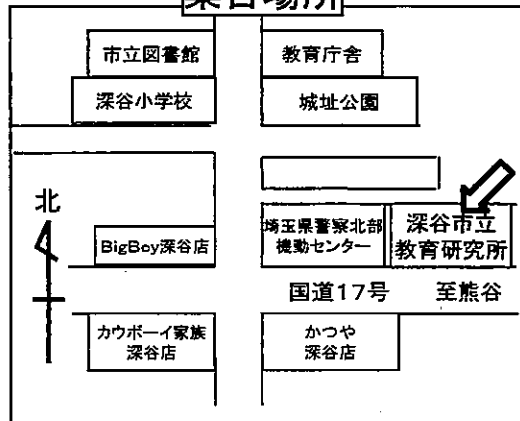 集合場所
市立図書館
教育庁舎
深谷小学校
城址公園
北
BigBoy深谷店
埼玉県警察北部
機動センター
深谷市立
教育研究所
国道17号
至熊谷
カウボーイ家族
深谷店
かつや
深谷店